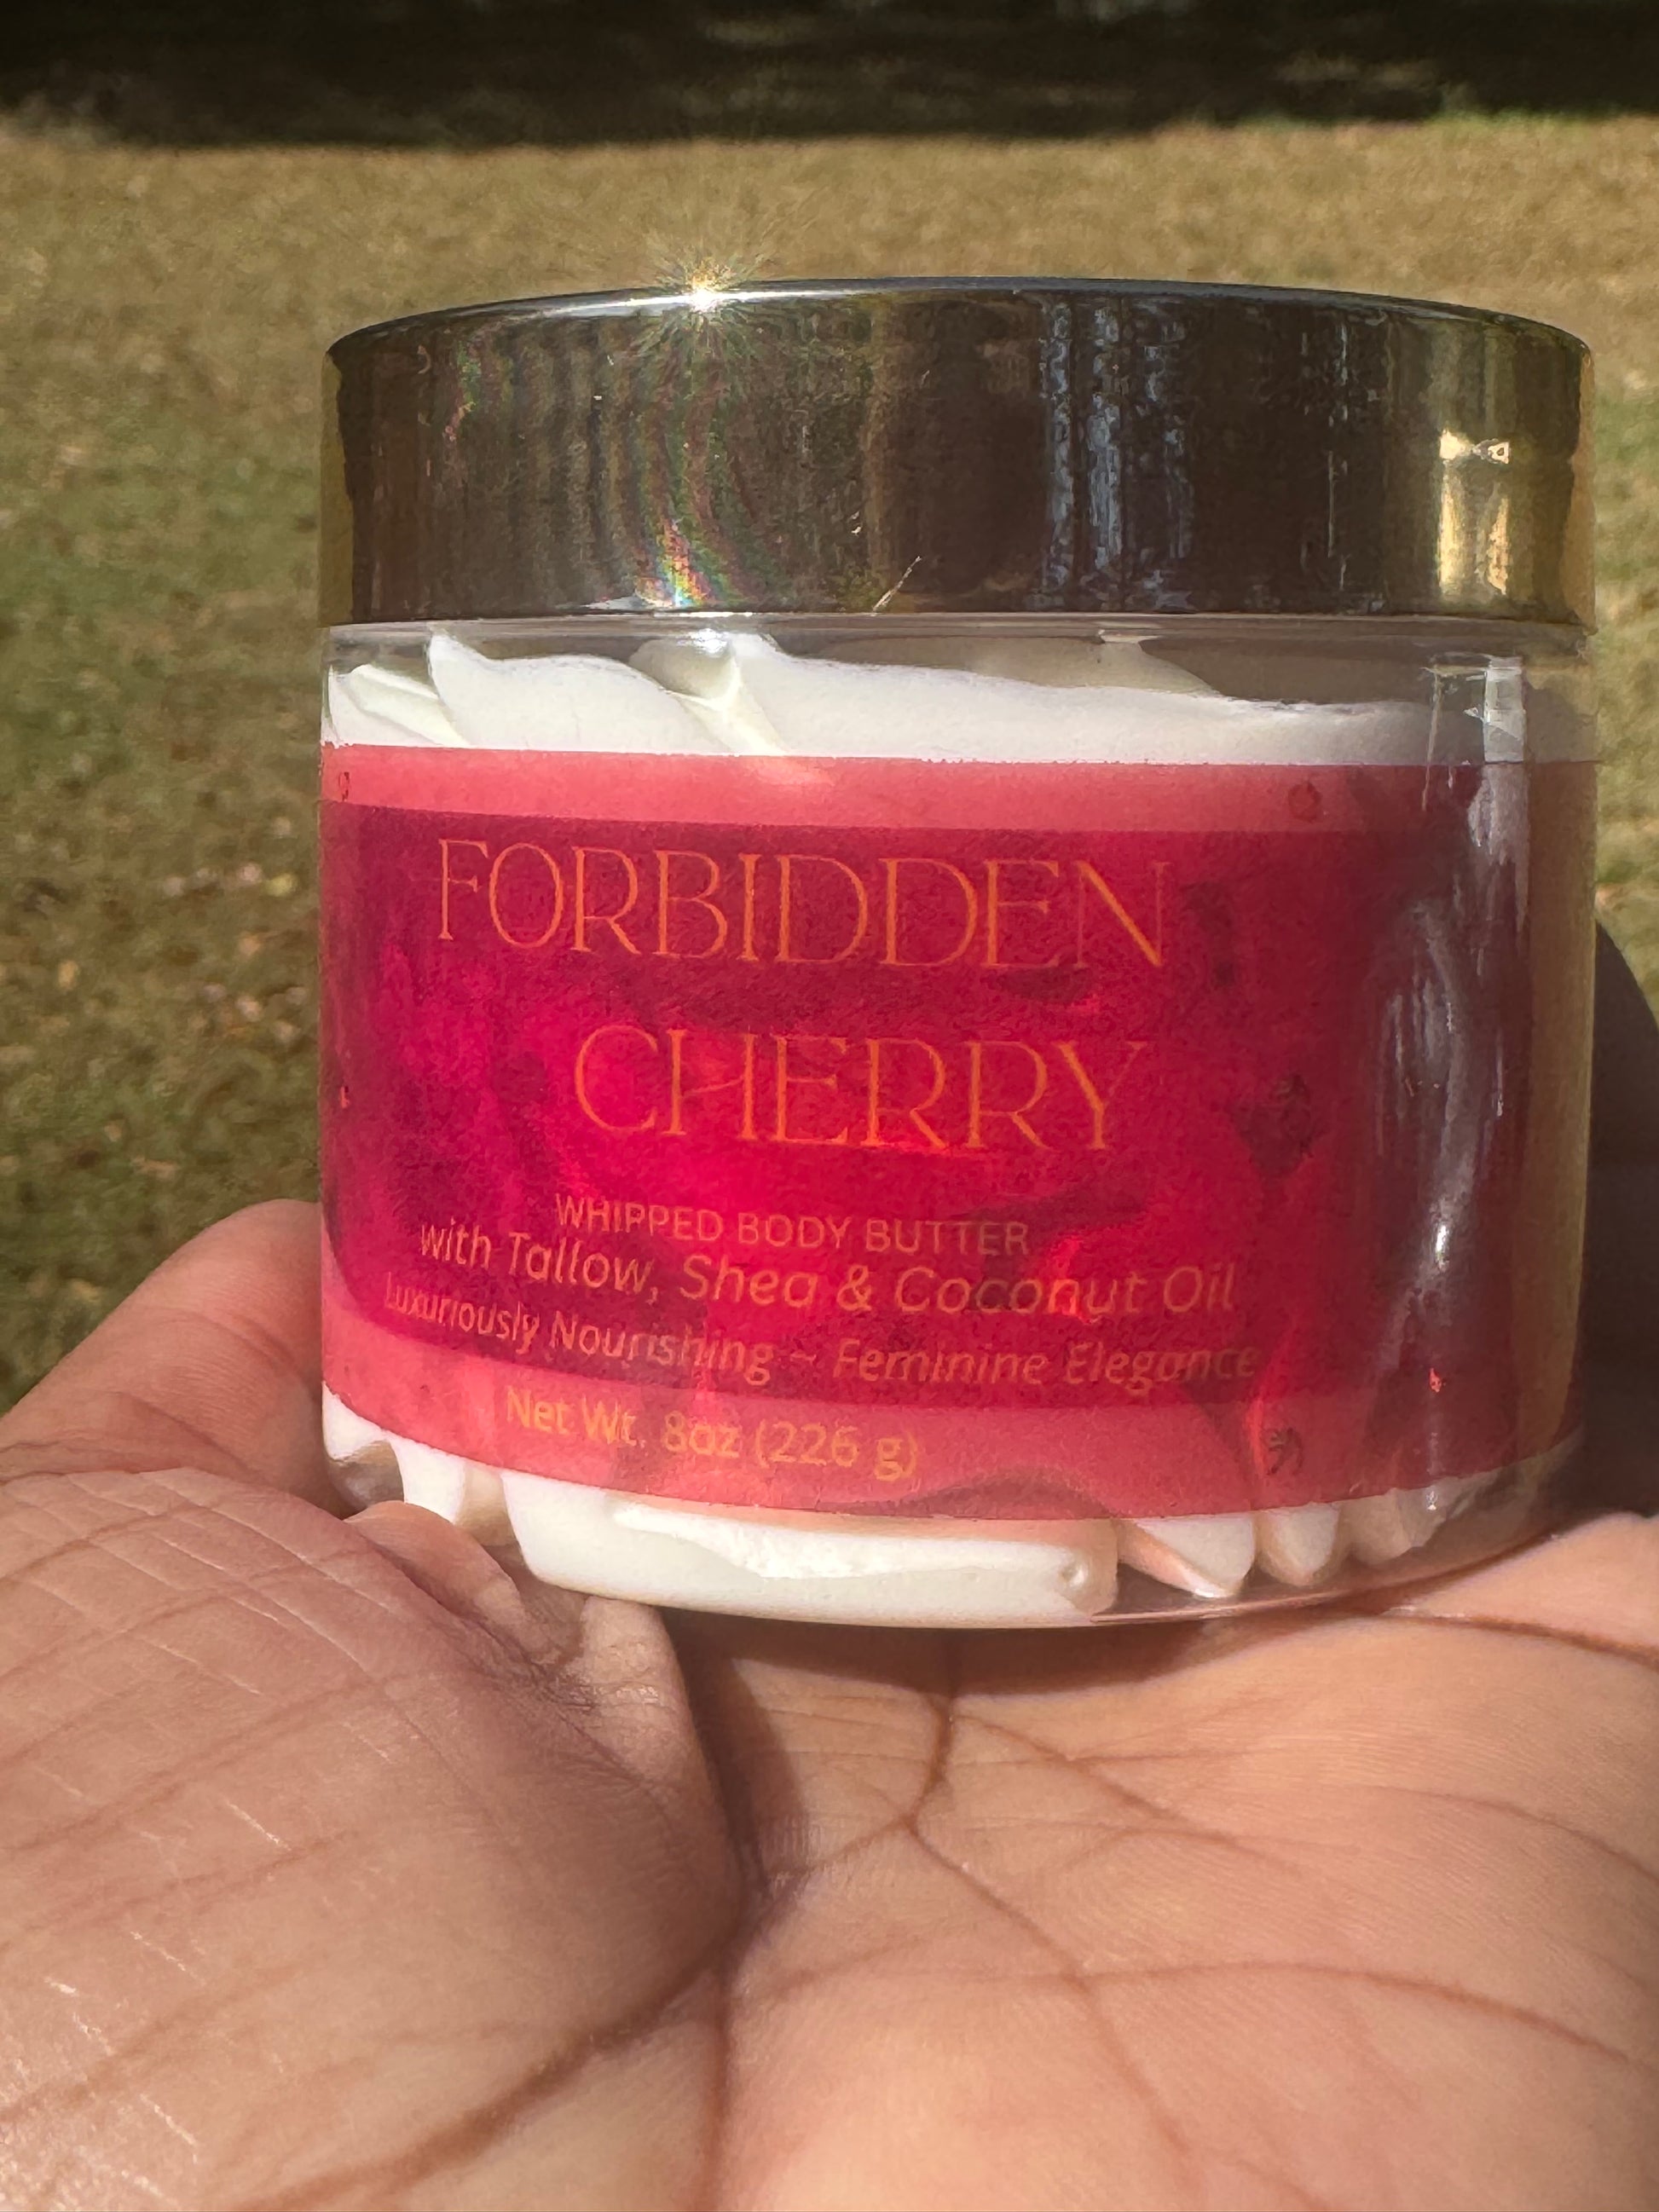 FORBIDDEN
CHERRY
WHIPPED BODY BUTTER
with Tallow, Shea & Coconut Oil
Luxuriously Nourishing ~ Feminine Elegance
Net Wt. 8oz (226 g)